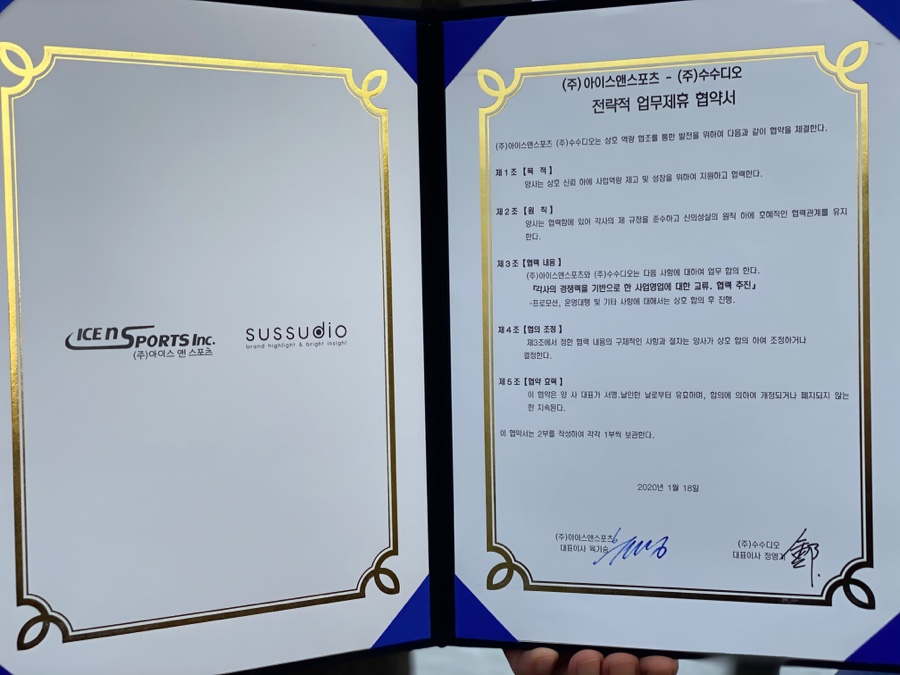 ICE n SPORTS Inc.
(주)아이스 앤 스포츠
sussudio
brand highlight & bright insight
(주)아이스앤스포츠 - (주)수수디오
전략적 업무제휴 협약서
(주)아이스앤스포츠 (주)수수디오는 상호 역량 협조를 통한 발전을 위하여 다음과 같이 협약을 체결한다.
제1조 [목 적]
양사는 상호 신뢰 하에 사업역량 제고 및 성장을 위하여 지원하고 협력한다.
제2조 [원 칙]
양사는 협력함에 있어 각사의 제 규정을 준수하고 신의성실의 원칙 하에 호혜적인 협력관계를 유지
한다.
제3조 [협력 내용]
(주)아이스앤스포츠와 (주)수수디오는 다음 사항에 대하여 업무 합의 한다.
『각사의 경쟁력을 기반으로 한 사업영업에 대한 교류, 협력 추진』
-프로모션, 운영대행 및 기타 사항에 대해서는 상호 합의 후 진행.
제4조 [협의 조정]
제3조에서 정한 협력 내용의 구체적인 사항과 절차는 양사가 상호 합의 하여 조정하거나
결정한다.
제5조 [협약 효력]
이 협약은 양 사 대표가 서명.날인한 날로부터 유효하며, 합의에 의하여 개정되거나 폐지되지 않는
한 지속된다.
이 협약서는 2부를 작성하여 각각 1부씩 보관한다.
2020년 1월 18일
(주)아이스앤스포츠
대표이사 육기승
(주)수수디오
대표이사